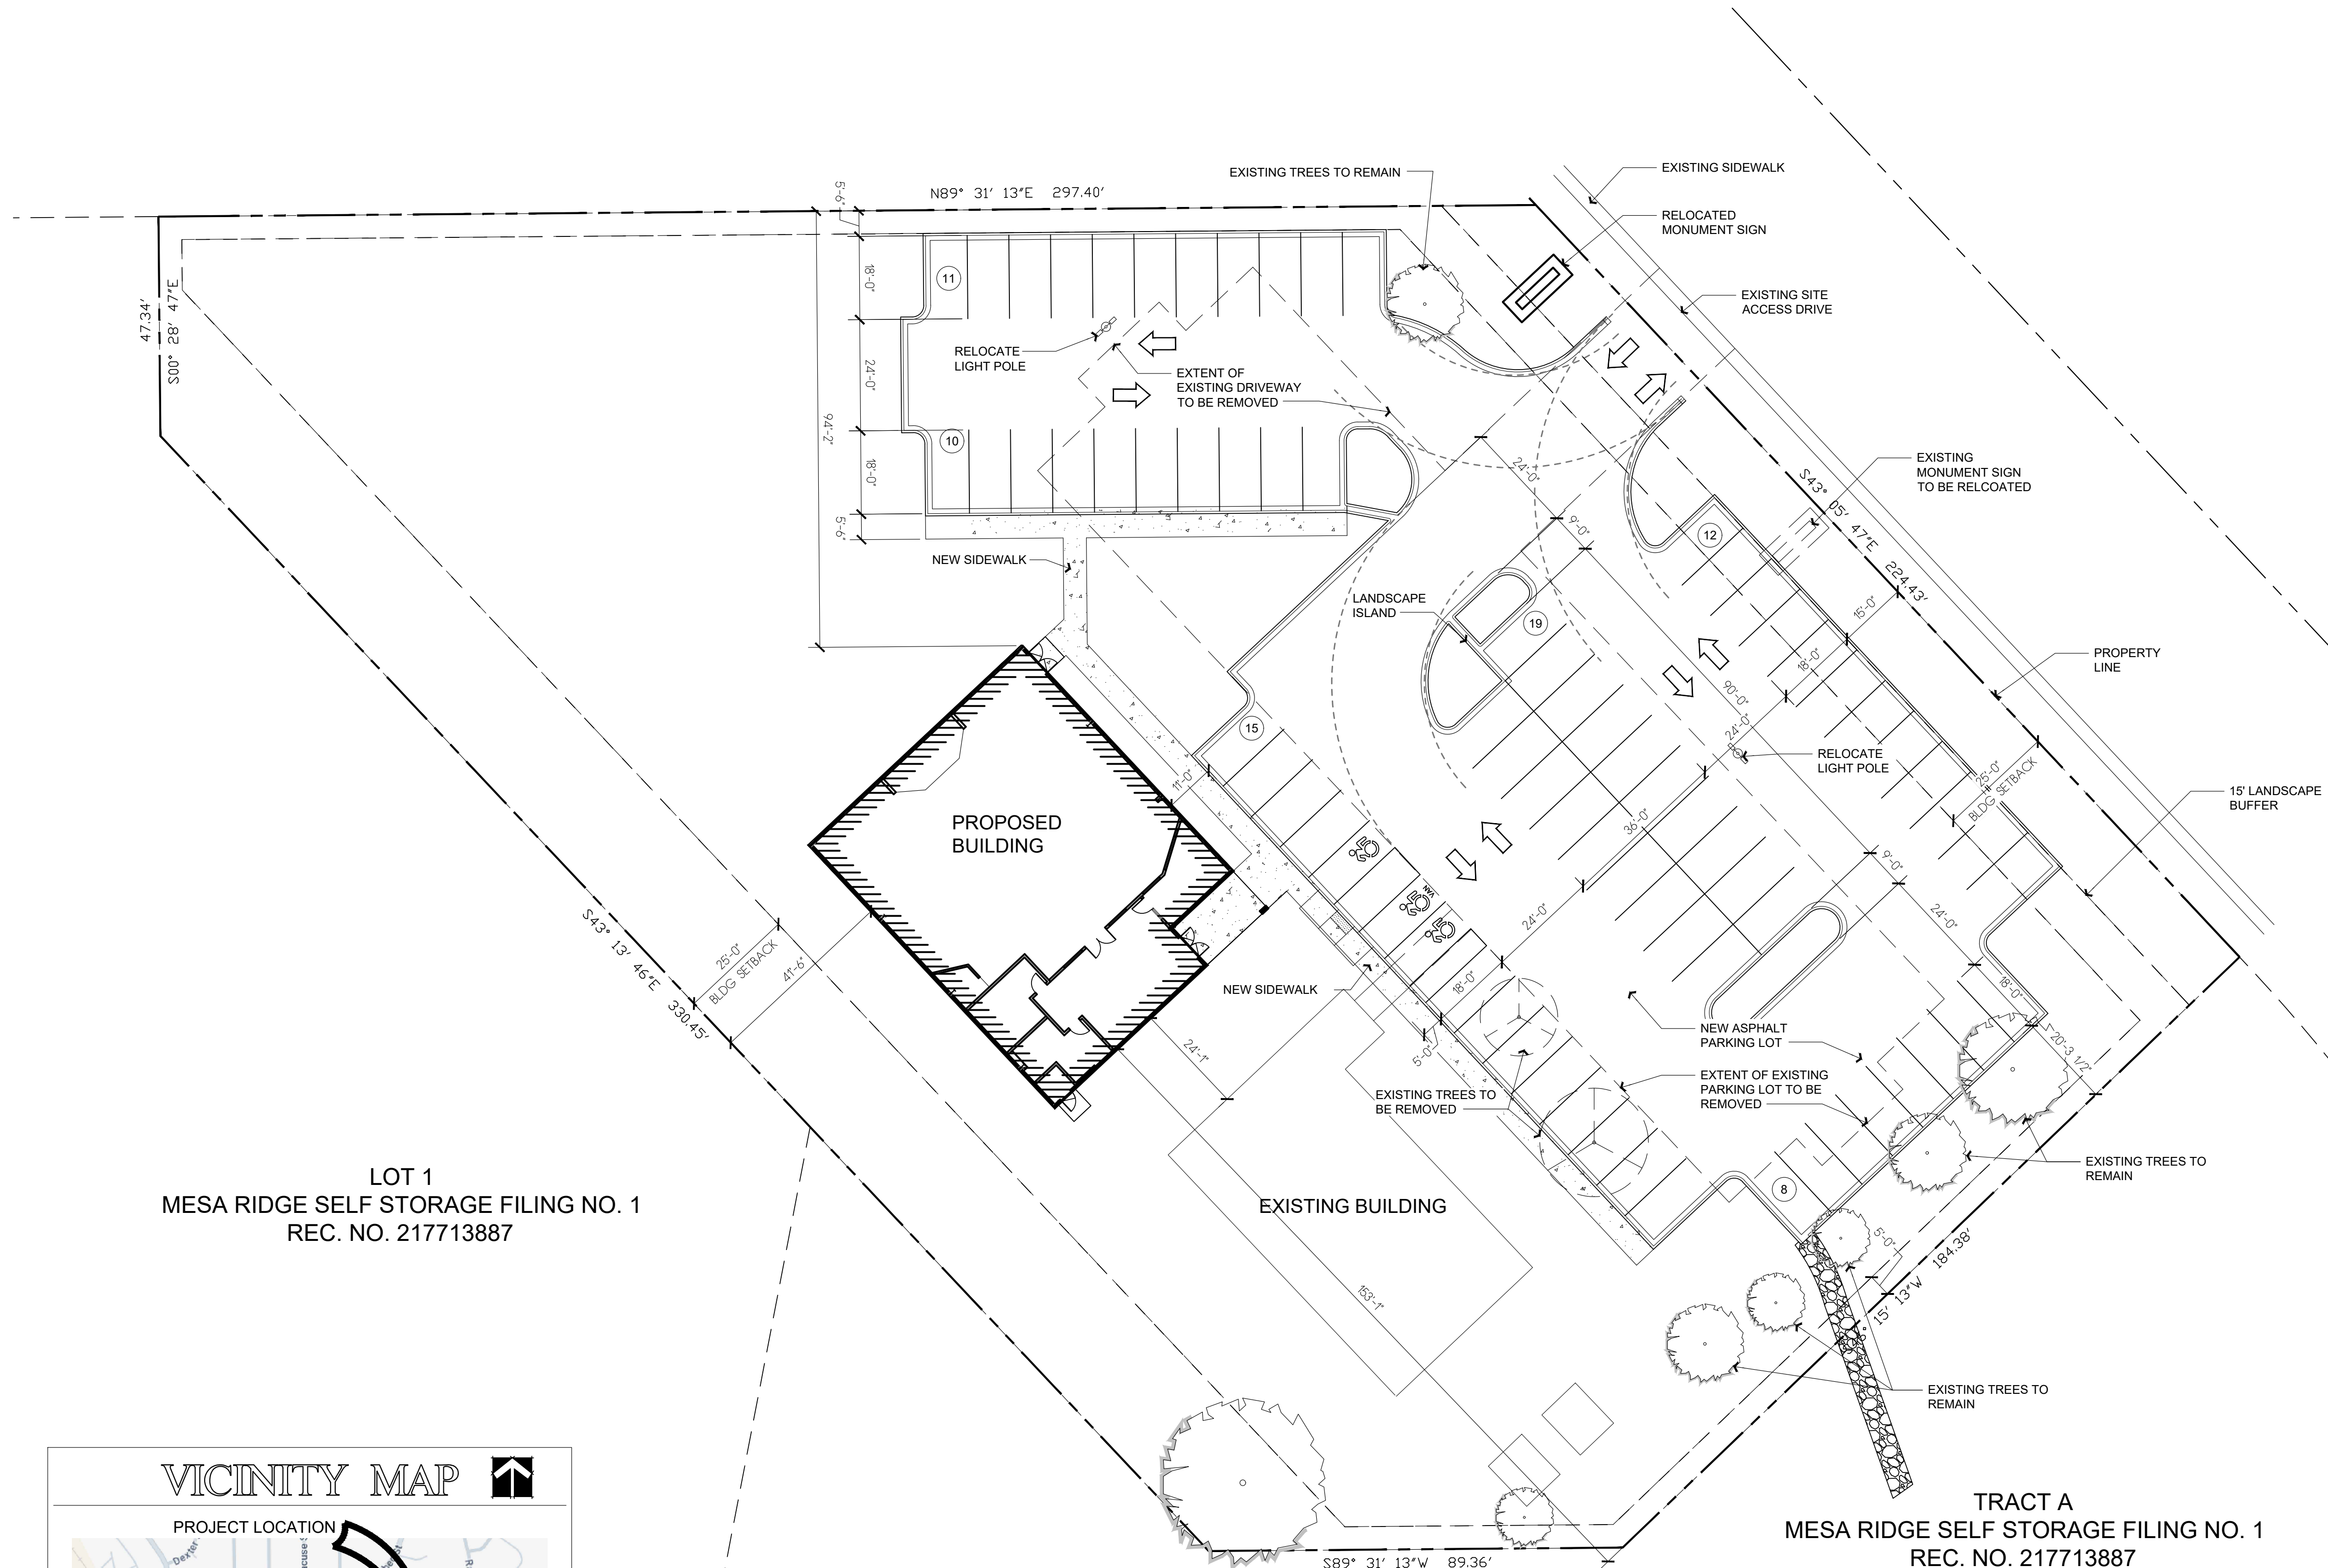 EXISTING SIDEWALK
EXISTING TREES TO REMAIN
N89° 31' 13"E 297.40'
5'-6"
RELOCATED
MONUMENT SIGN
47.34'
S00° 28' 47"E
11
18'-0"
EXISTING SITE
ACCESS DRIVE
RELOCATE
LIGHT POLE
24'-0"
EXTENT OF
EXISTING DRIVEWAY
TO BE REMOVED
94'-2"
10
18'-0"
24'-0"
EXISTING
MONUMENT SIGN
TO BE RELCOATED
S43° 05' 47"E 224.43'
5'-6"
9'-0"
12
NEW SIDEWALK
LANDSCAPE
ISLAND
19
15'-0"
18'-0"
PROPERTY
LINE
90'-0"
15
24'-0"
RELOCATE
LIGHT POLE
11'-0"
25'-0"
BLDG SETBACK
15' LANDSCAPE
BUFFER
PROPOSED
BUILDING
36'-0"
9'-0"
VAN
S43° 13' 46"E 330.45'
25'-0"
BLDG SETBACK
41'-6"
24'-0"
24'-0"
NEW SIDEWALK
18'-0"
18'-0"
NEW ASPHALT
PARKING LOT
20'-3 1/2"
24'-1"
5'-0"
EXTENT OF EXISTING
PARKING LOT TO BE
REMOVED
EXISTING TREES TO
BE REMOVED
EXISTING TREES TO
REMAIN
LOT 1
MESA RIDGE SELF STORAGE FILING NO. 1
REC. NO. 217713887
8
EXISTING BUILDING
5'-0"
15' 13"W 184.38'
153'-1"
EXISTING TREES TO
REMAIN
VICINITY MAP
PROJECT LOCATION
Dexter
TRACT A
MESA RIDGE SELF STORAGE FILING NO. 1
REC. NO. 217713887
S89° 31' 13"W 89.36'